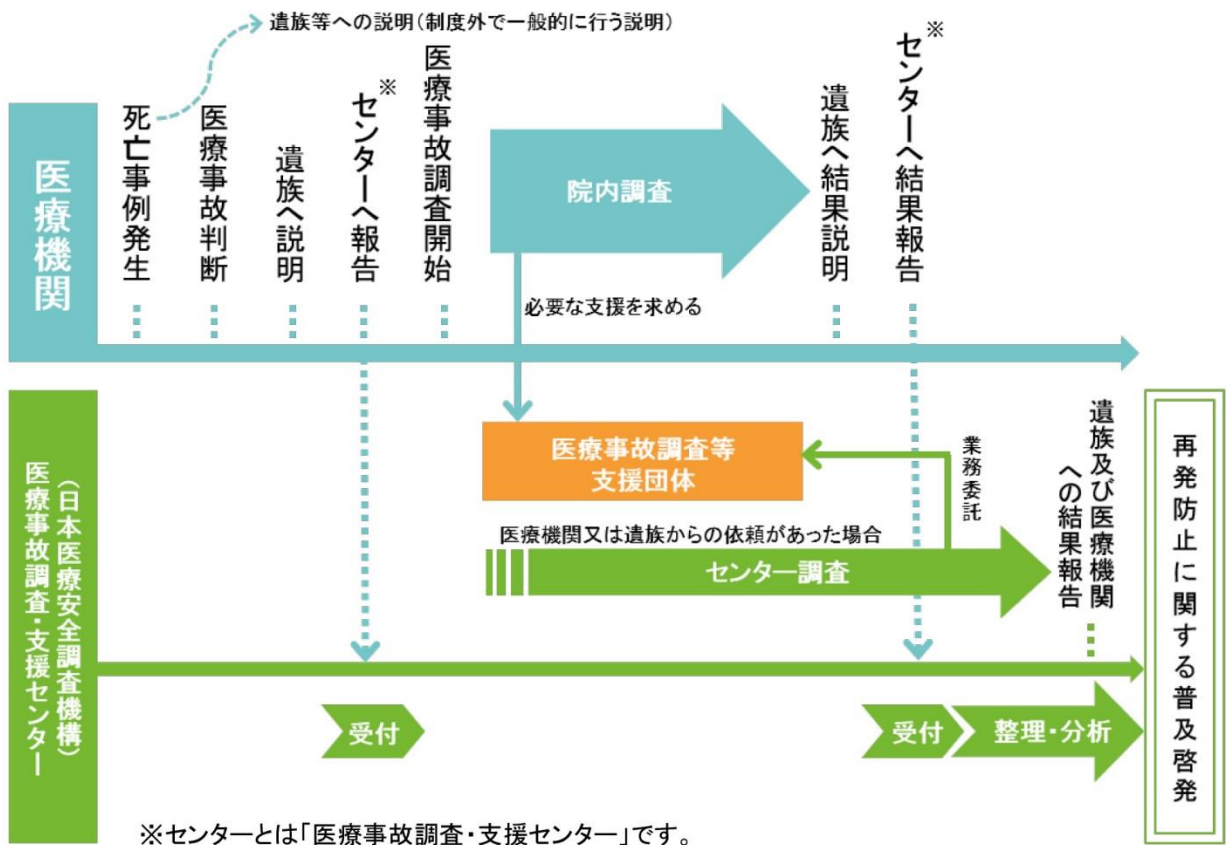 遺族等への説明(制度外で一般的に行う説明)
医療機関
死亡事例発生
医療事故判断
遺族へ説明
センターへ報告
※
医療事故調査開始
院内調査
遺族へ結果説明
センターへ結果報告
※
必要な支援を求める
医療事故調査等
支援団体
業務委託
医療機関又は遺族からの依頼があった場合
センター調査
遺族及び医療機関
への結果報告
(日本医療安全調査機構)
医療事故調査・支援センター
受付
受付
整理・分析
再発防止に関する普及啓発
※センターとは「医療事故調査・支援センター」です。